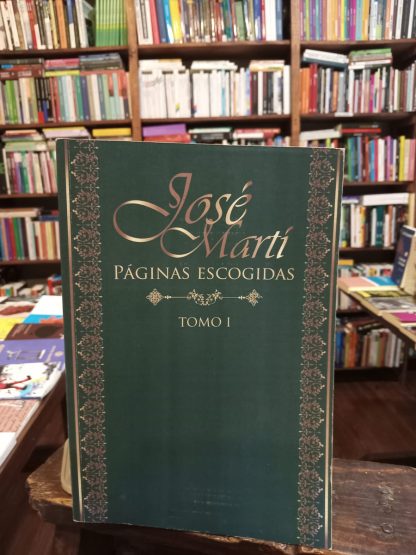 José
Martí
PÁGINAS ESCOGIDAS
TOMO I